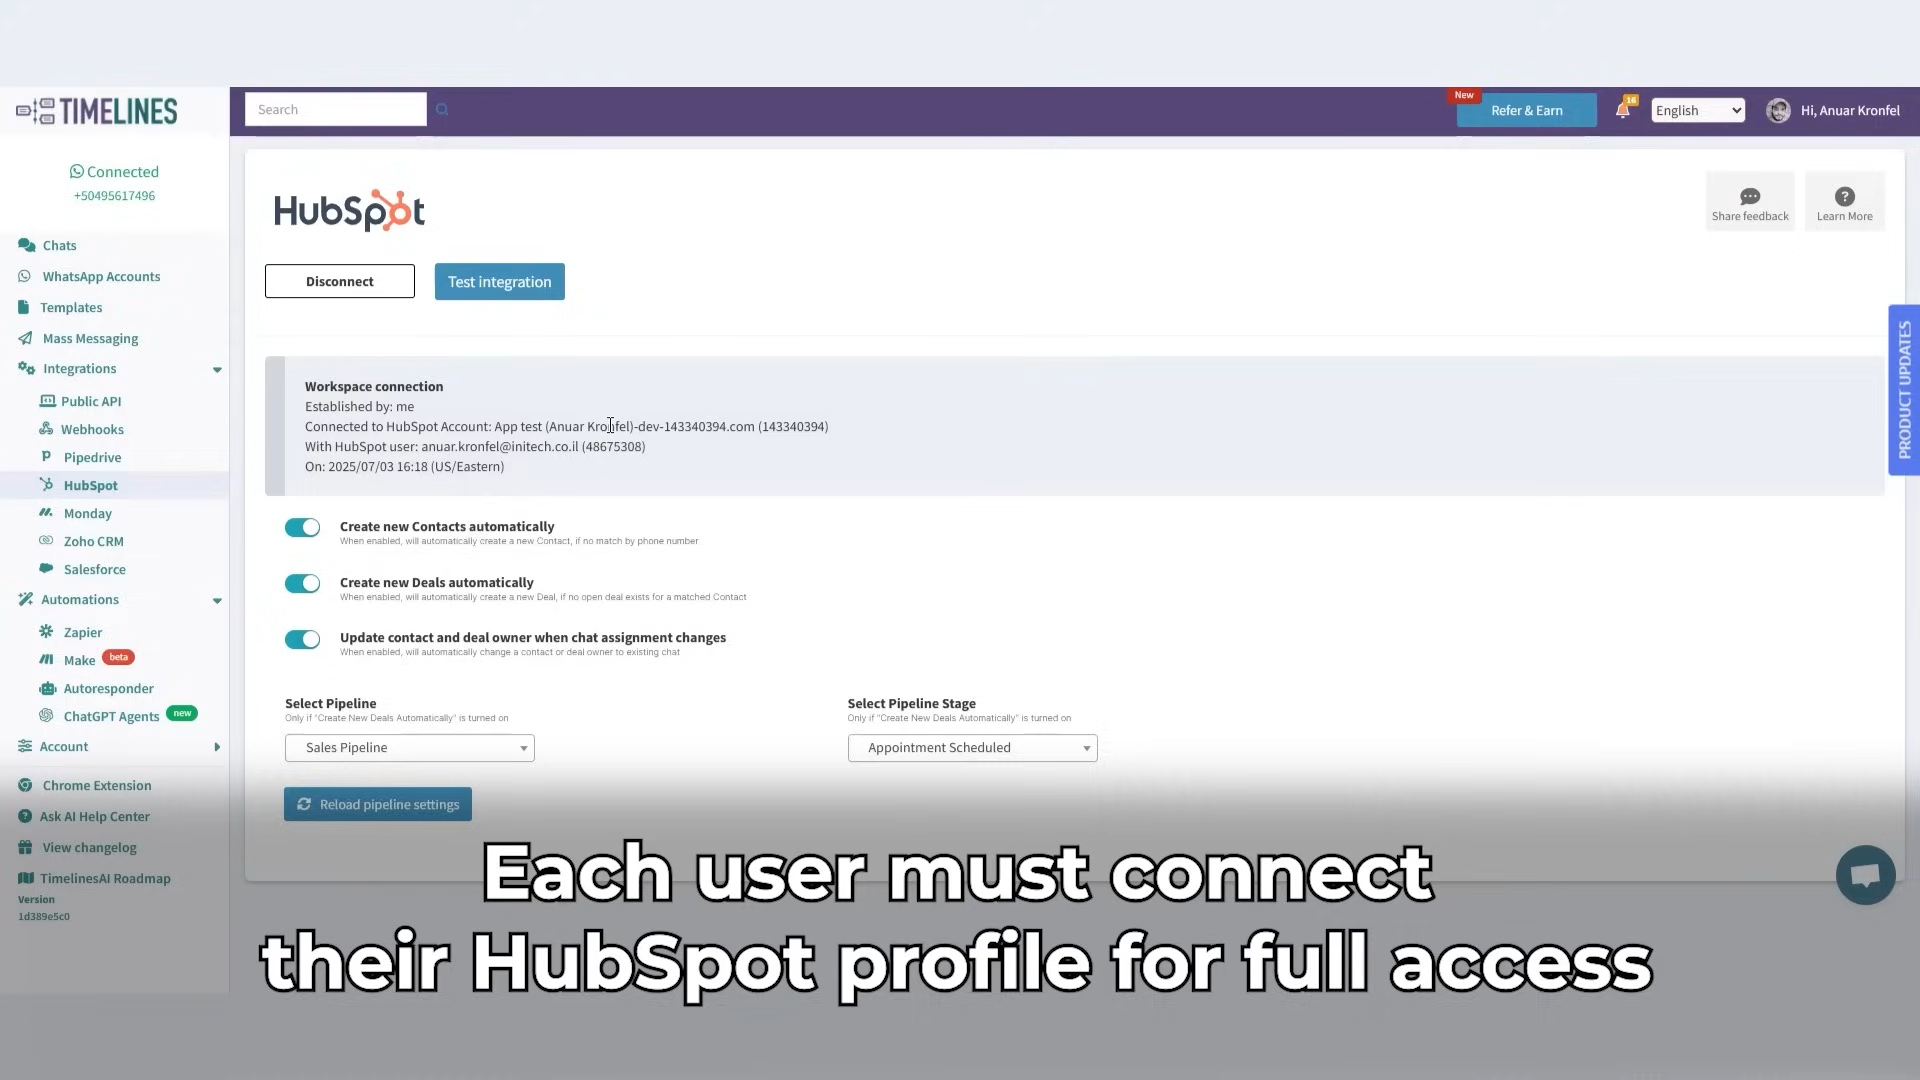 TIMELINES
Search
New
Refer & Earn
16
English
Hi, Anuar Kronfel
Connected
+50495617496
Chats
WhatsApp Accounts
Templates
Mass Messaging
Integrations
Public API
Webhooks
Pipedrive
HubSpot
Monday
Zoho CRM
Salesforce
Automations
Zapier
Make beta
Autoresponder
ChatGPT Agents new
Account
Chrome Extension
Ask AI Help Center
View changelog
TimelinesAI Roadmap
Version
1d389e5c0
HubSpot
Share feedback
Learn More
Disconnect
Test integration
PRODUCT UPDATES
Workspace connection
Established by: me
Connected to HubSpot Account: App test (Anuar Kronfel)-dev-143340394.com (143340394)
With HubSpot user: anuar.kronfel@initech.co.il (48675308)
On: 2025/07/03 16:18 (US/Eastern)
Create new Contacts automatically
When enabled, will automatically create a new Contact, if no match by phone number
Create new Deals automatically
When enabled, will automatically create a new Deal, if no open deal exists for a matched Contact
Update contact and deal owner when chat assignment changes
When enabled, will automatically change a contact or deal owner to existing chat
Select Pipeline
Only if "Create New Deals Automatically" is turned on
Sales Pipeline
Select Pipeline Stage
Only if "Create New Deals Automatically" is turned on
Appointment Scheduled
Reload pipeline settings
Each user must connect
their HubSpot profile for full access